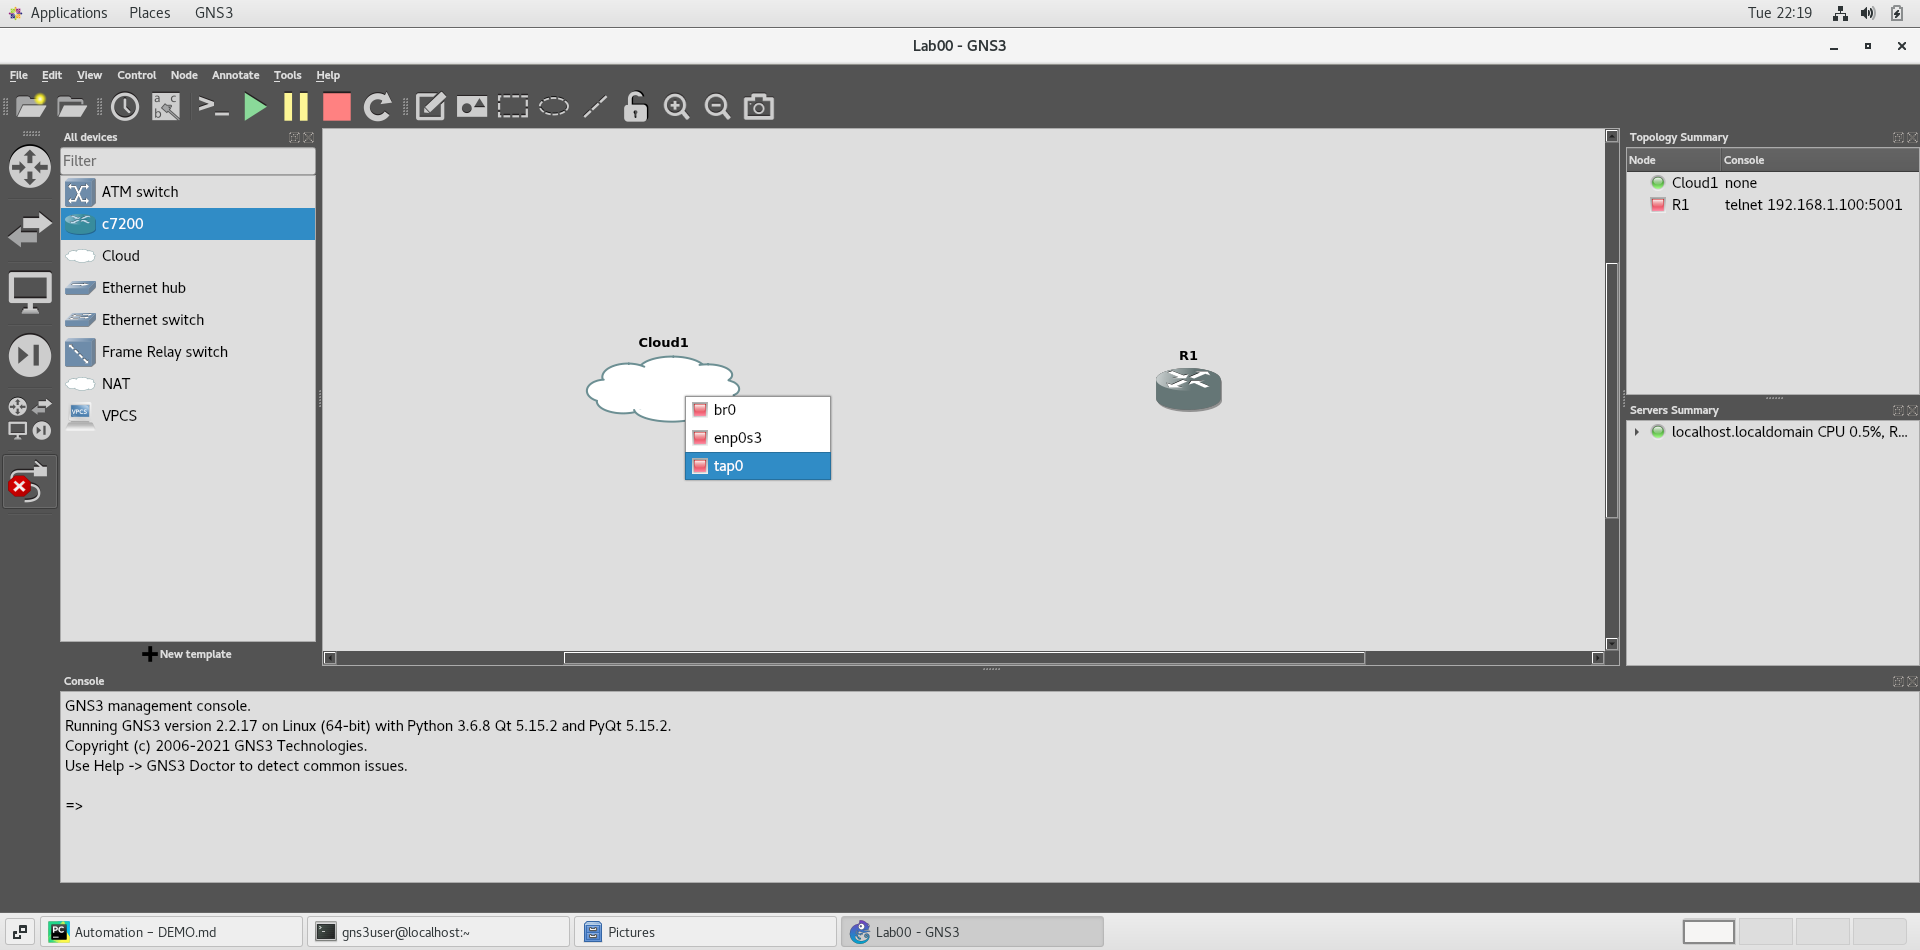 Applications Places GNS3 Tue 22:19
Lab00 - GNS3
File Edit View Control Node Annotate Tools Help
All devices
Filter
ATM switch
c7200
Cloud
Ethernet hub
Ethernet switch
Frame Relay switch
NAT
VPCS
New template
Cloud1
br0
enp0s3
tap0
R1
Topology Summary
Node Console
Cloud1 none
R1 telnet 192.168.1.100:5001
Servers Summary
localhost.localdomain CPU 0.5%, R...
Console
GNS3 management console.
Running GNS3 version 2.2.17 on Linux (64-bit) with Python 3.6.8 Qt 5.15.2 and PyQt 5.15.2.
Copyright (c) 2006-2021 GNS3 Technologies.
Use Help -> GNS3 Doctor to detect common issues.
=>
Automation – DEMO.md gns3user@localhost:~ Pictures Lab00 - GNS3